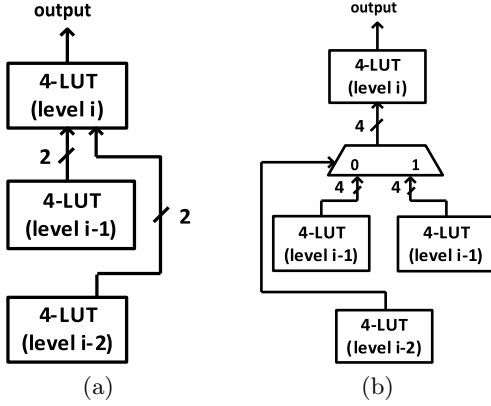 output
4-LUT
(level i)
2
4-LUT
(level i-1)
2
4-LUT
(level i-2)
(a)
output
4-LUT
(level i)
4
0 1
4 4
4-LUT
(level i-1)
4-LUT
(level i-1)
4-LUT
(level i-2)
(b)